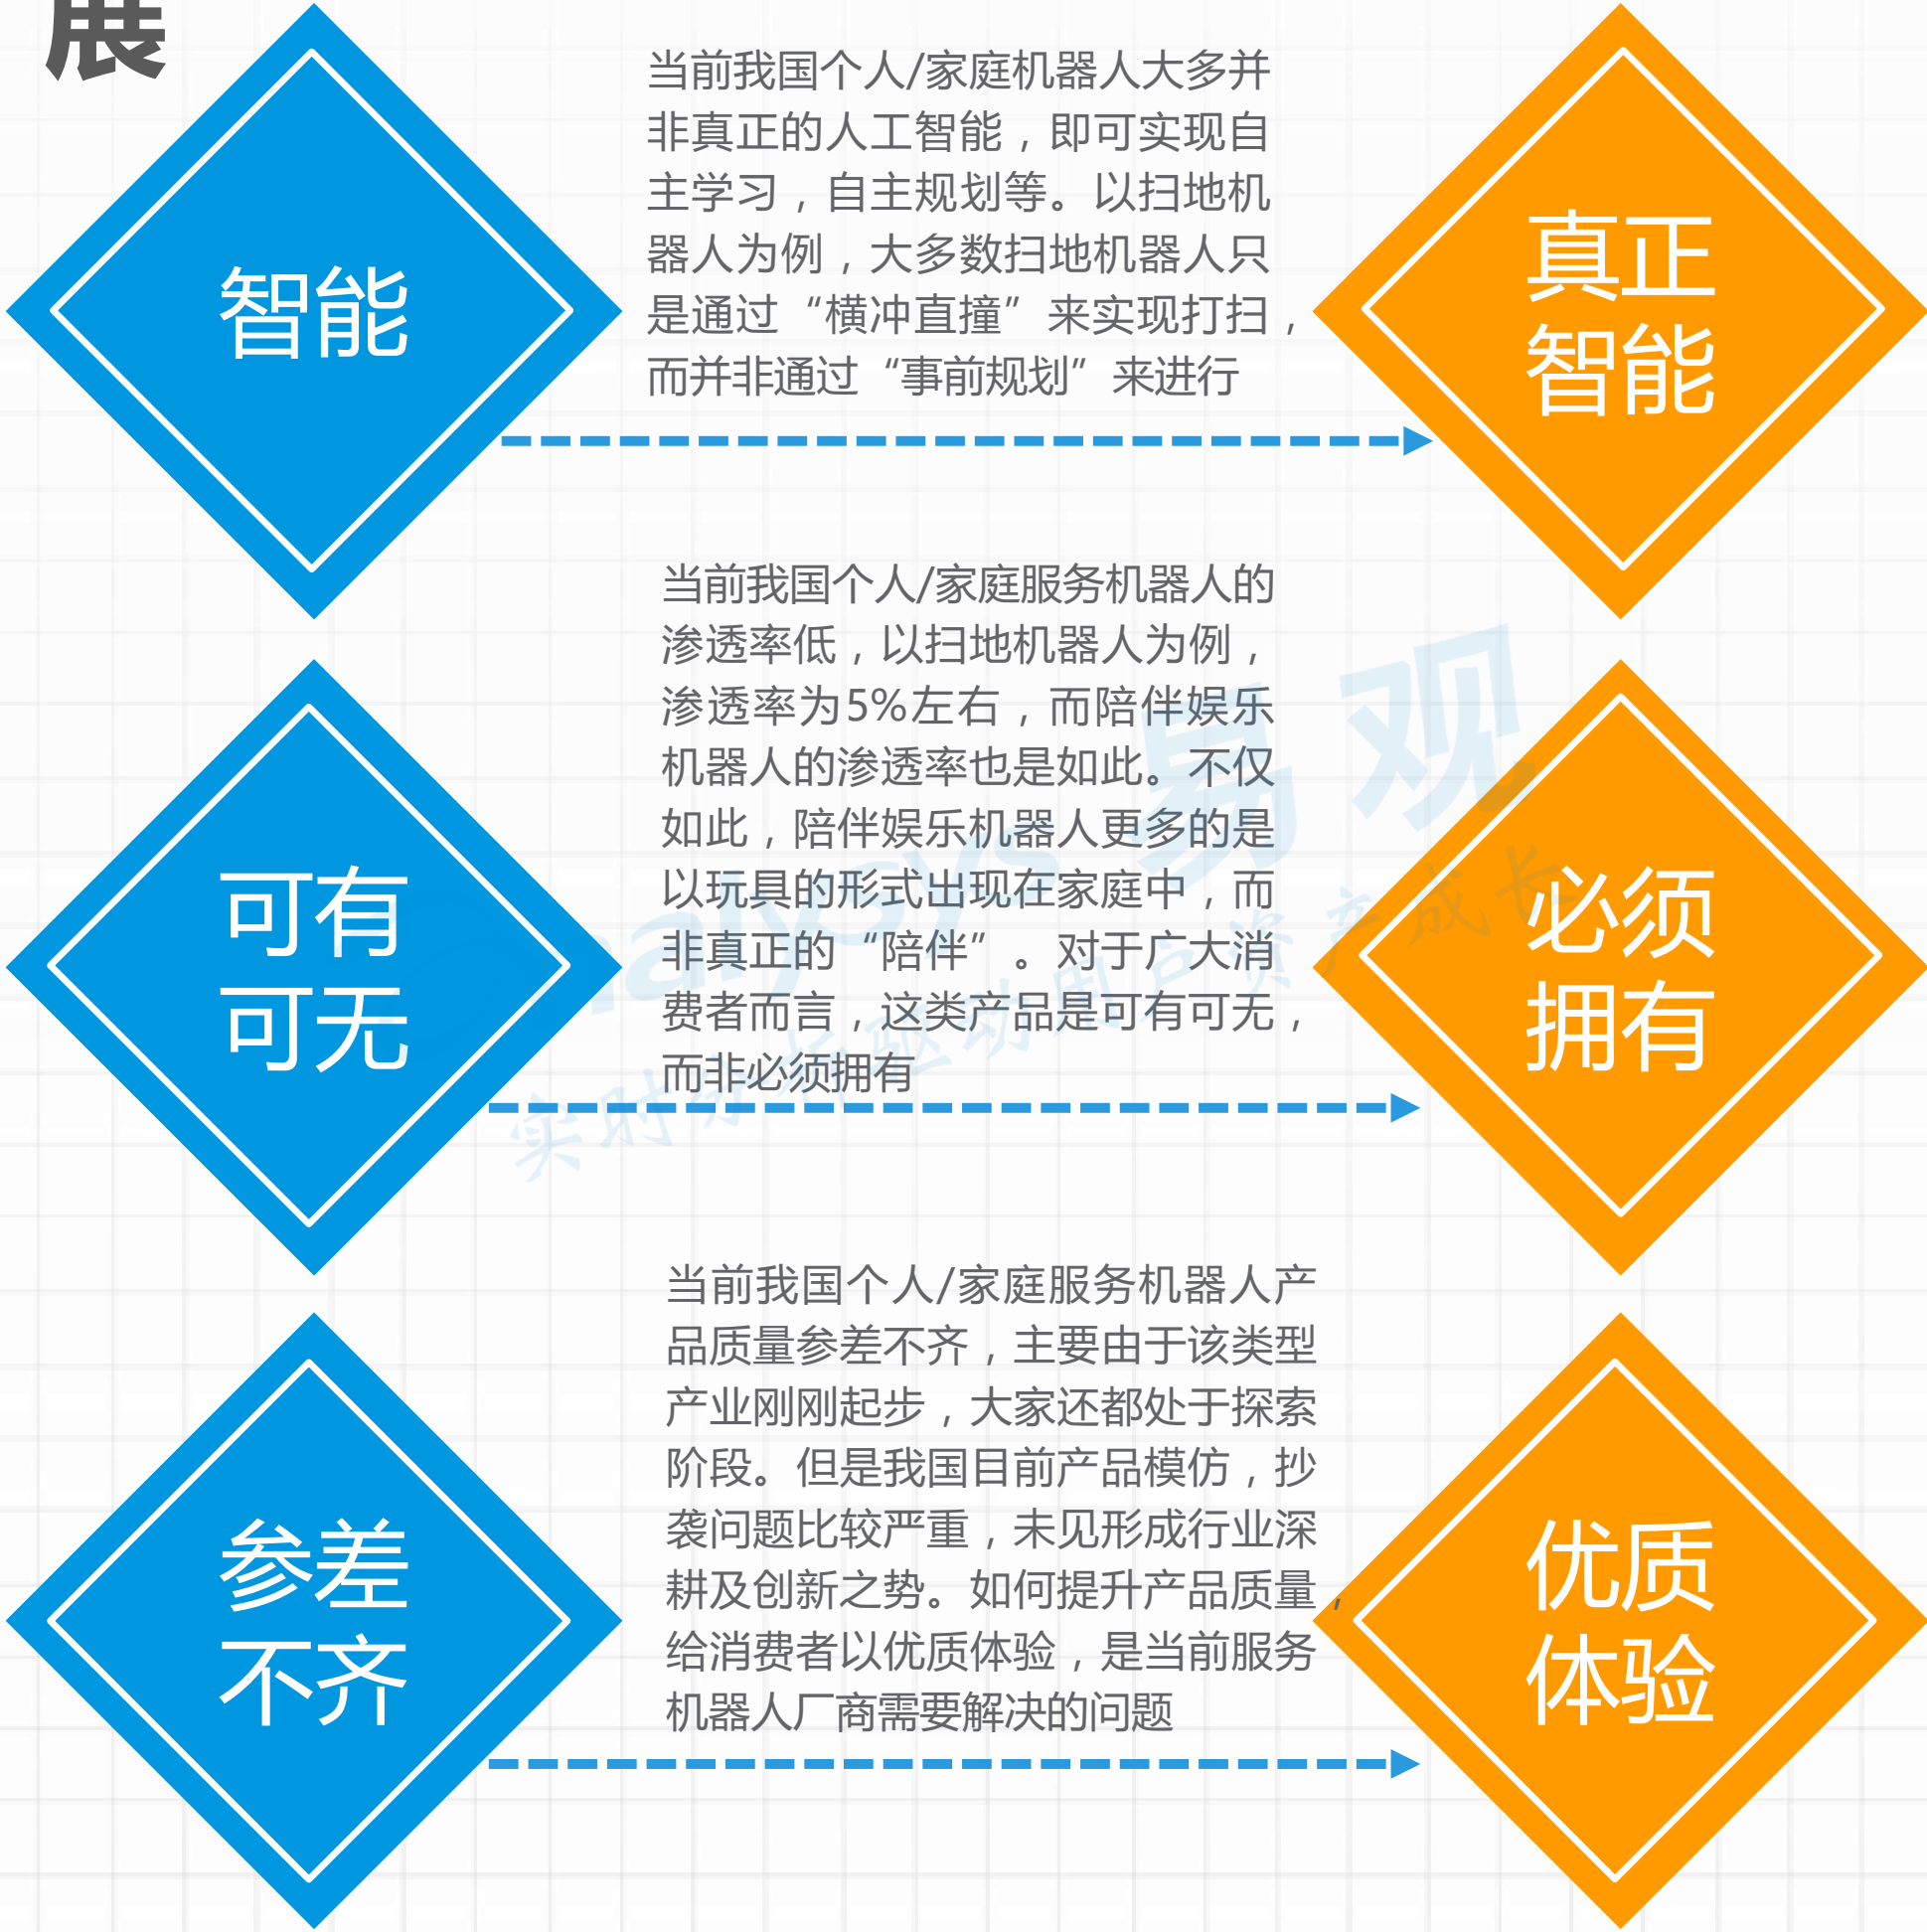 展
智能
当前我国个人/家庭机器人大多并
非真正的人工智能，即可实现自
主学习，自主规划等。以扫地机
器人为例，大多数扫地机器人只
是通过“横冲直撞”来实现打扫，
而并非通过“事前规划”来进行
真正
智能
可有
可无
当前我国个人/家庭服务机器人的
渗透率低，以扫地机器人为例，
渗透率为5%左右，而陪伴娱乐
机器人的渗透率也是如此。不仅
如此，陪伴娱乐机器人更多的是
以玩具的形式出现在家庭中，而
非真正的“陪伴”。对于广大消
费者而言，这类产品是可有可无，
而非必须拥有
必须
拥有
nalysys 易观
实时分析驱动用户资产成长
参差
不齐
当前我国个人/家庭服务机器人产
品质量参差不齐，主要由于该类型
产业刚刚起步，大家还都处于探索
阶段。但是我国目前产品模仿，抄
袭问题比较严重，未见形成行业深
耕及创新之势。如何提升产品质量，
给消费者以优质体验，是当前服务
机器人厂商需要解决的问题
优质
体验